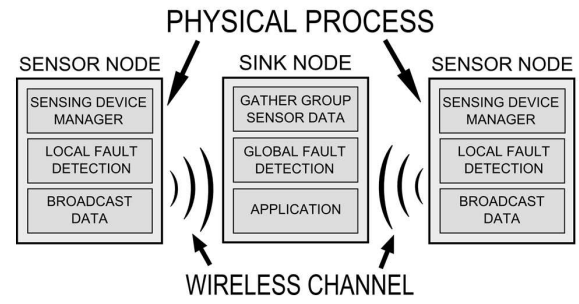 PHYSICAL PROCESS
SENSOR NODE
SENSING DEVICE
MANAGER
LOCAL FAULT
DETECTION
BROADCAST
DATA
SINK NODE
GATHER GROUP
SENSOR DATA
GLOBAL FAULT
DETECTION
APPLICATION
SENSOR NODE
SENSING DEVICE
MANAGER
LOCAL FAULT
DETECTION
BROADCAST
DATA
WIRELESS CHANNEL